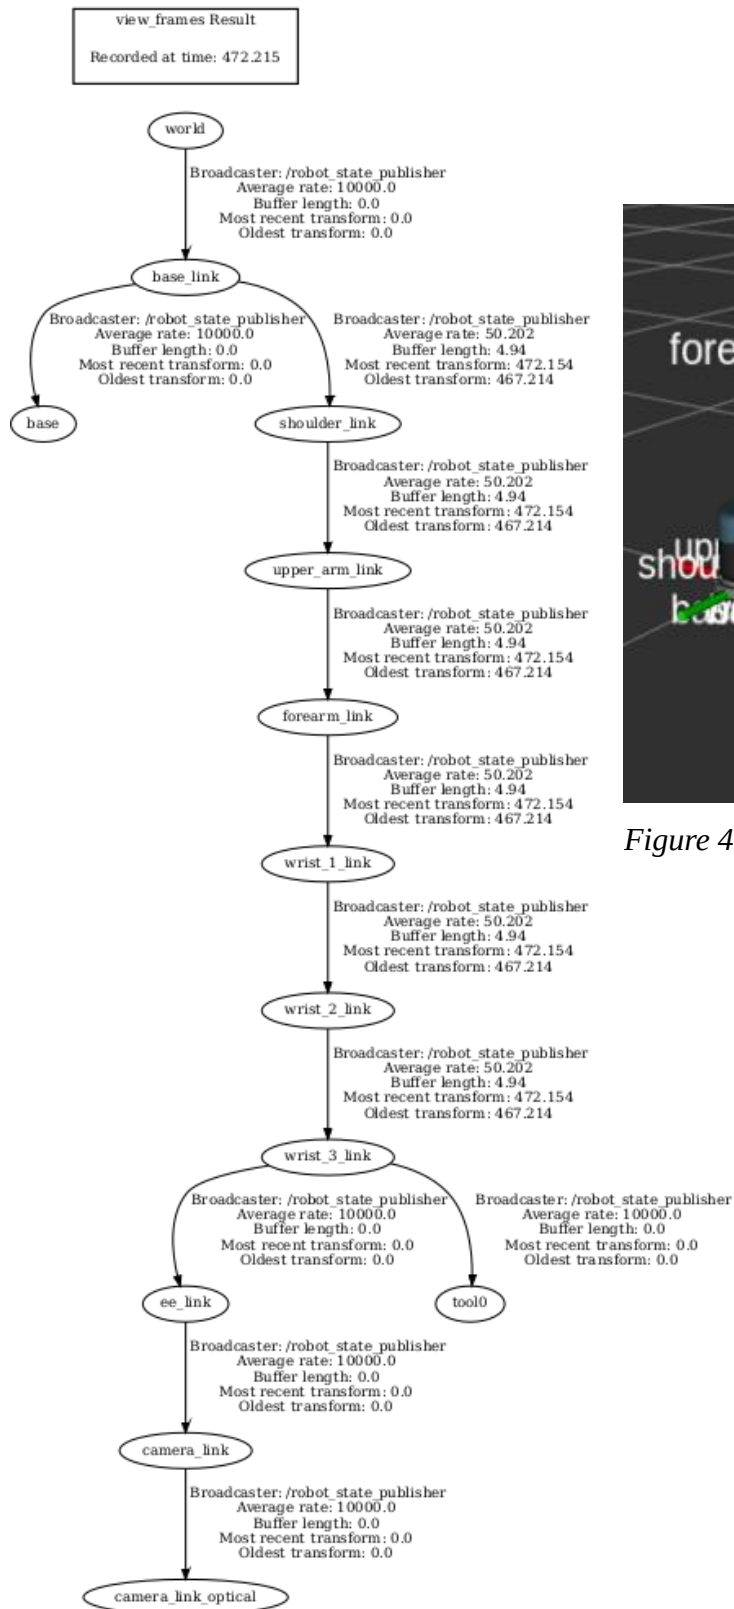 view_frames Result
Recorded at time: 472.215
world
Broadcaster: /robot_state_publisher
Average rate: 10000.0
Buffer length: 0.0
Most recent transform: 0.0
Oldest transform: 0.0
base_link
Broadcaster: /robot_state_publisher
Average rate: 10000.0
Buffer length: 0.0
Most recent transform: 0.0
Oldest transform: 0.0
Broadcaster: /robot_state_publisher
Average rate: 50.202
Buffer length: 4.94
Most recent transform: 472.154
Oldest transform: 467.214
base
shoulder_link
Broadcaster: /robot_state_publisher
Average rate: 50.202
Buffer length: 4.94
Most recent transform: 472.154
Oldest transform: 467.214
upper_arm_link
Broadcaster: /robot_state_publisher
Average rate: 50.202
Buffer length: 4.94
Most recent transform: 472.154
Oldest transform: 467.214
forearm_link
Broadcaster: /robot_state_publisher
Average rate: 50.202
Buffer length: 4.94
Most recent transform: 472.154
Oldest transform: 467.214
wrist_1_link
Broadcaster: /robot_state_publisher
Average rate: 50.202
Buffer length: 4.94
Most recent transform: 472.154
Oldest transform: 467.214
wrist_2_link
Broadcaster: /robot_state_publisher
Average rate: 50.202
Buffer length: 4.94
Most recent transform: 472.154
Oldest transform: 467.214
wrist_3_link
Broadcaster: /robot_state_publisher
Average rate: 10000.0
Buffer length: 0.0
Most recent transform: 0.0
Oldest transform: 0.0
Broadcaster: /robot_state_publisher
Average rate: 10000.0
Buffer length: 0.0
Most recent transform: 0.0
Oldest transform: 0.0
ee_link
tool0
Broadcaster: /robot_state_publisher
Average rate: 10000.0
Buffer length: 0.0
Most recent transform: 0.0
Oldest transform: 0.0
camera_link
Broadcaster: /robot_state_publisher
Average rate: 10000.0
Buffer length: 0.0
Most recent transform: 0.0
Oldest transform: 0.0
camera_link_optical
fore
upp
shou
Figure 4